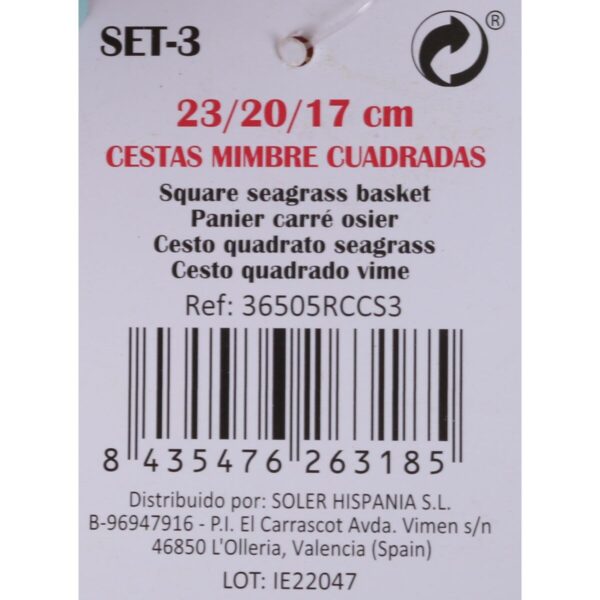 SET-3
®
23/20/17 cm
CESTAS MIMBRE CUADRADAS
Square seagrass basket
Panier carré osier
Cesto quadrato seagrass
Cesto quadrado vime
Ref: 36505RCCS3
8 435476 263185
Distribuido por: SOLER HISPANIA S.L.
B-96947916 - P.I. El Carrascot Avda. Vimen s/n
46850 L'Olleria, Valencia (Spain)
LOT: IE22047